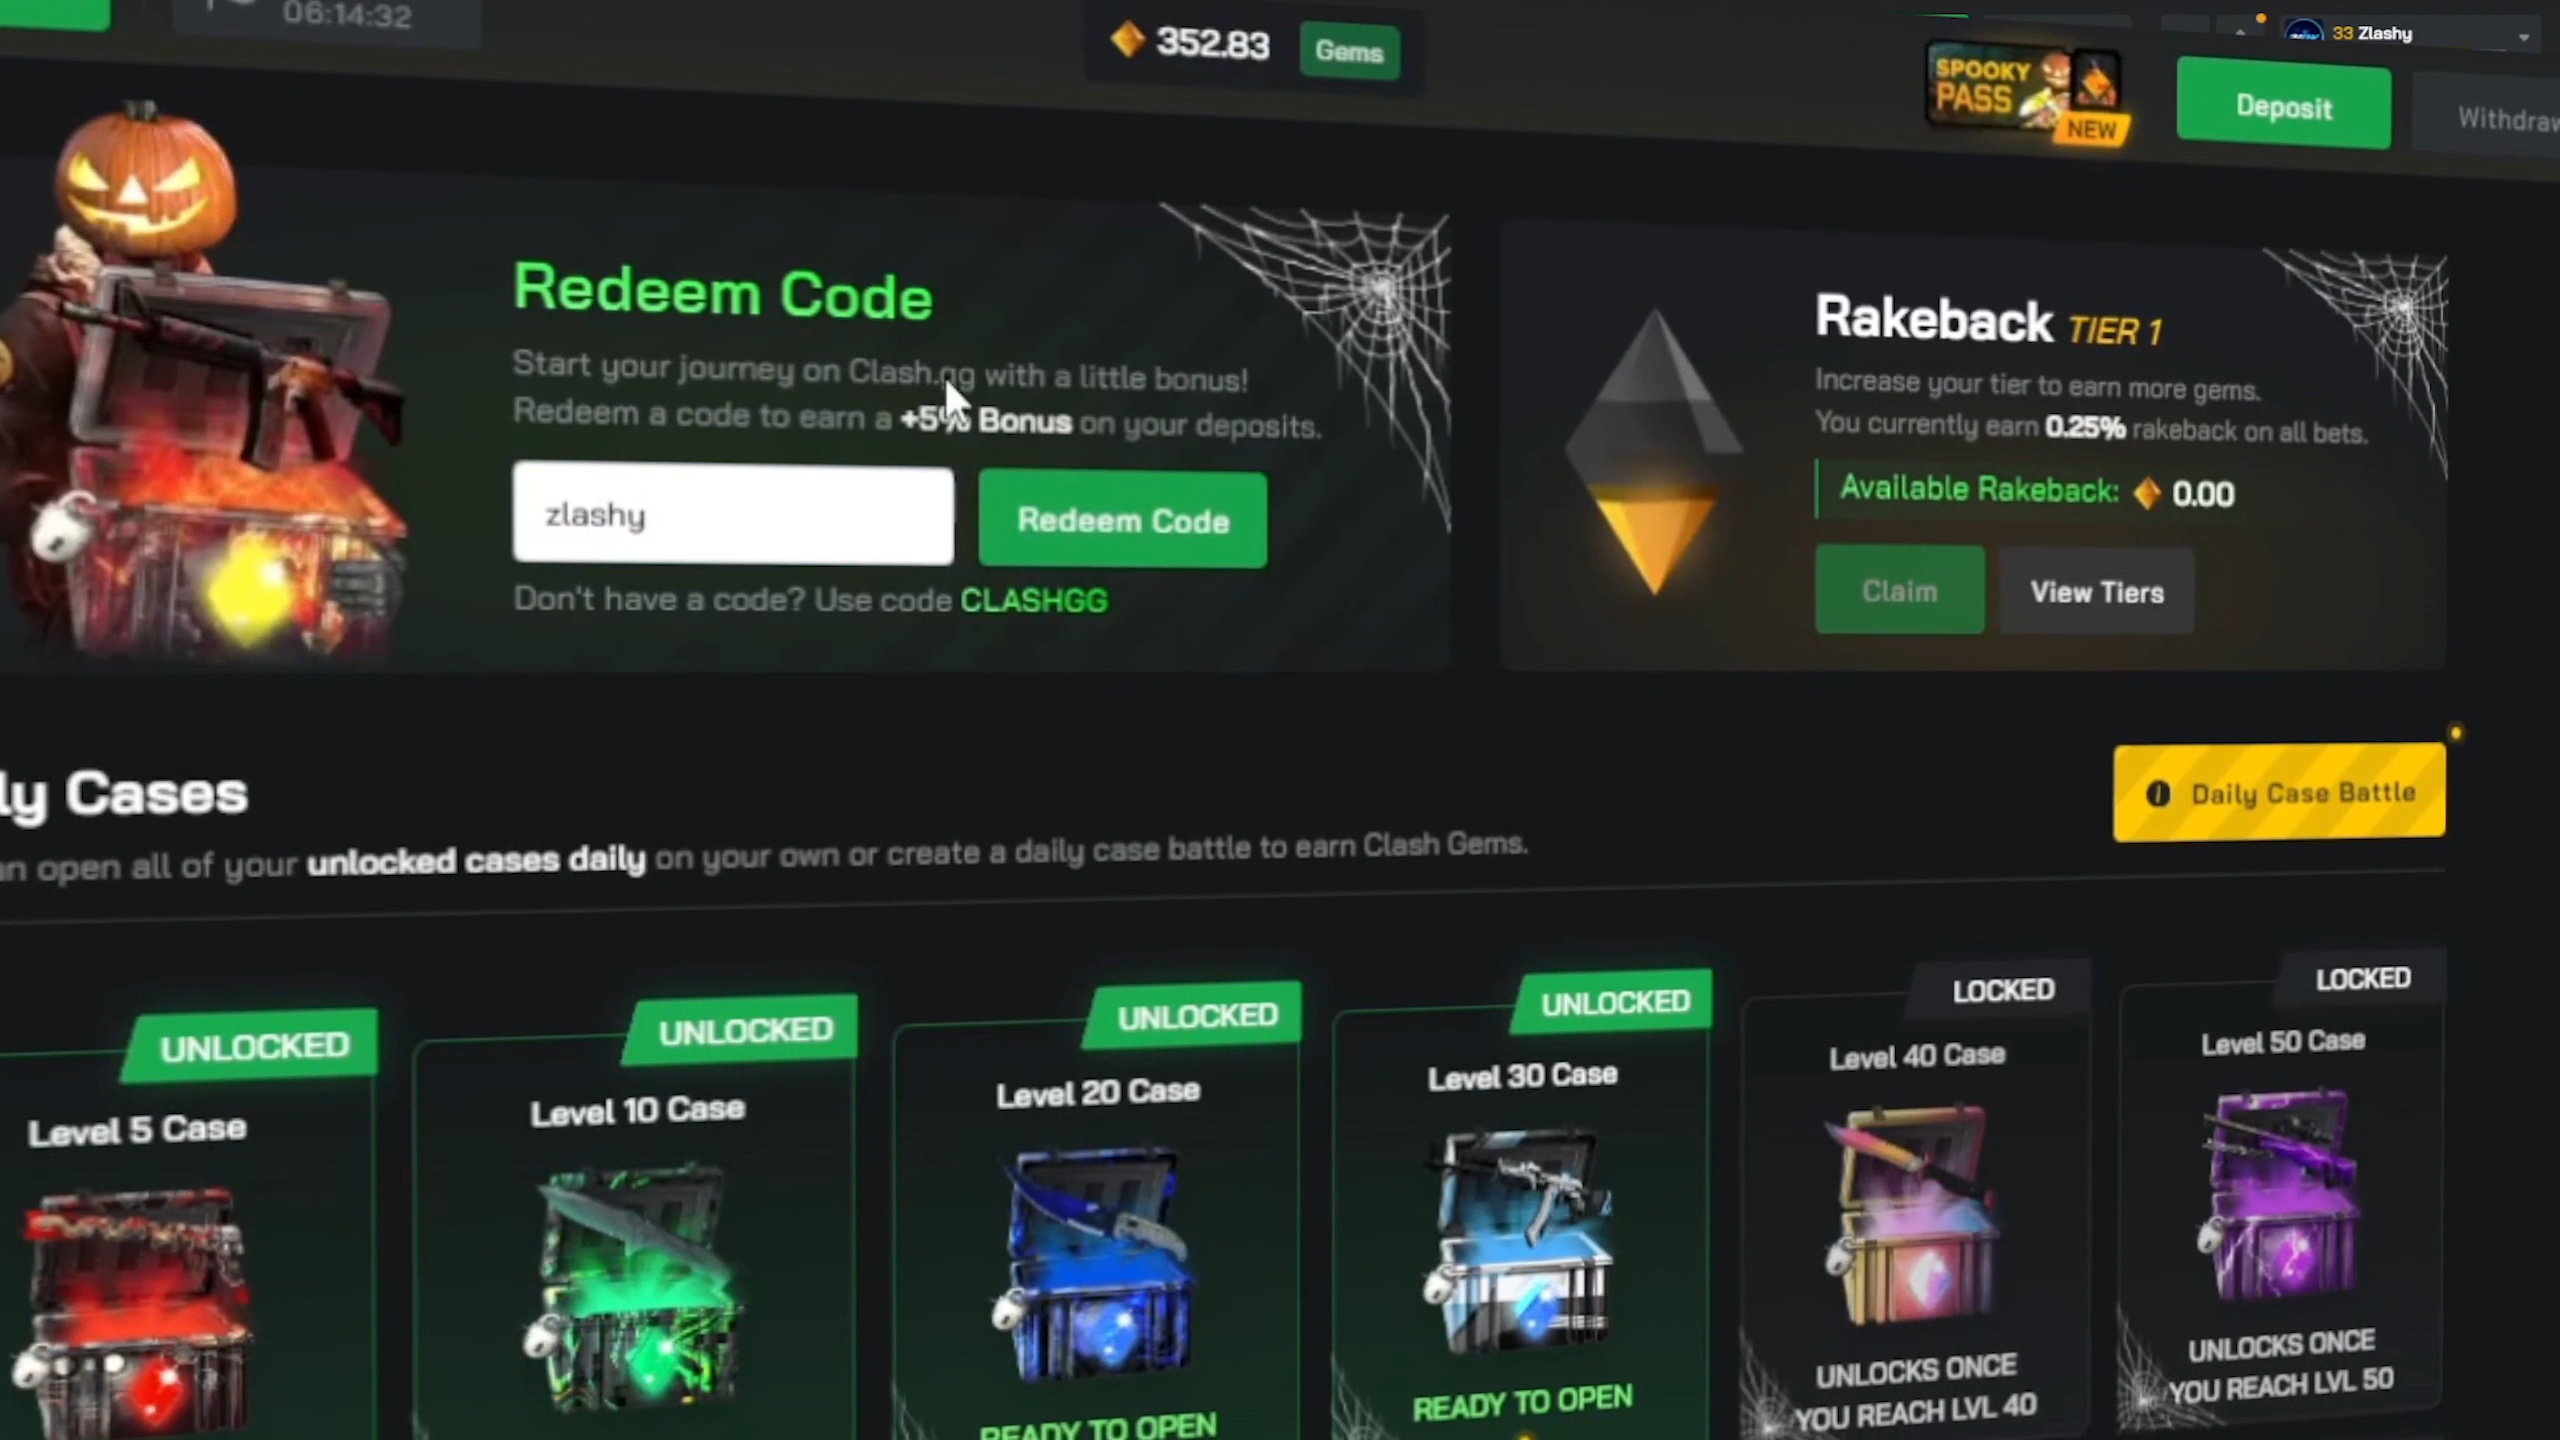 06:14:32
352.83 Gems
33 Zlashy
SPOOKY
PASS
NEW
Deposit
Withdraw
Redeem Code
Start your journey on Clash.gg with a little bonus!
Redeem a code to earn a +5% Bonus on your deposits.
zlashy
Redeem Code
Don't have a code? Use code CLASHGG
Rakeback TIER 1
Increase your tier to earn more gems.
You currently earn 0.25% rakeback on all bets.
Available Rakeback: 0.00
Claim
View Tiers
ly Cases
Daily Case Battle
an open all of your unlocked cases daily on your own or create a daily case battle to earn Clash Gems.
UNLOCKED
Level 5 Case
UNLOCKED
Level 10 Case
UNLOCKED
Level 20 Case
READY TO OPEN
UNLOCKED
Level 30 Case
READY TO OPEN
LOCKED
Level 40 Case
UNLOCKS ONCE
YOU REACH LVL 40
LOCKED
Level 50 Case
UNLOCKS ONCE
YOU REACH LVL 50